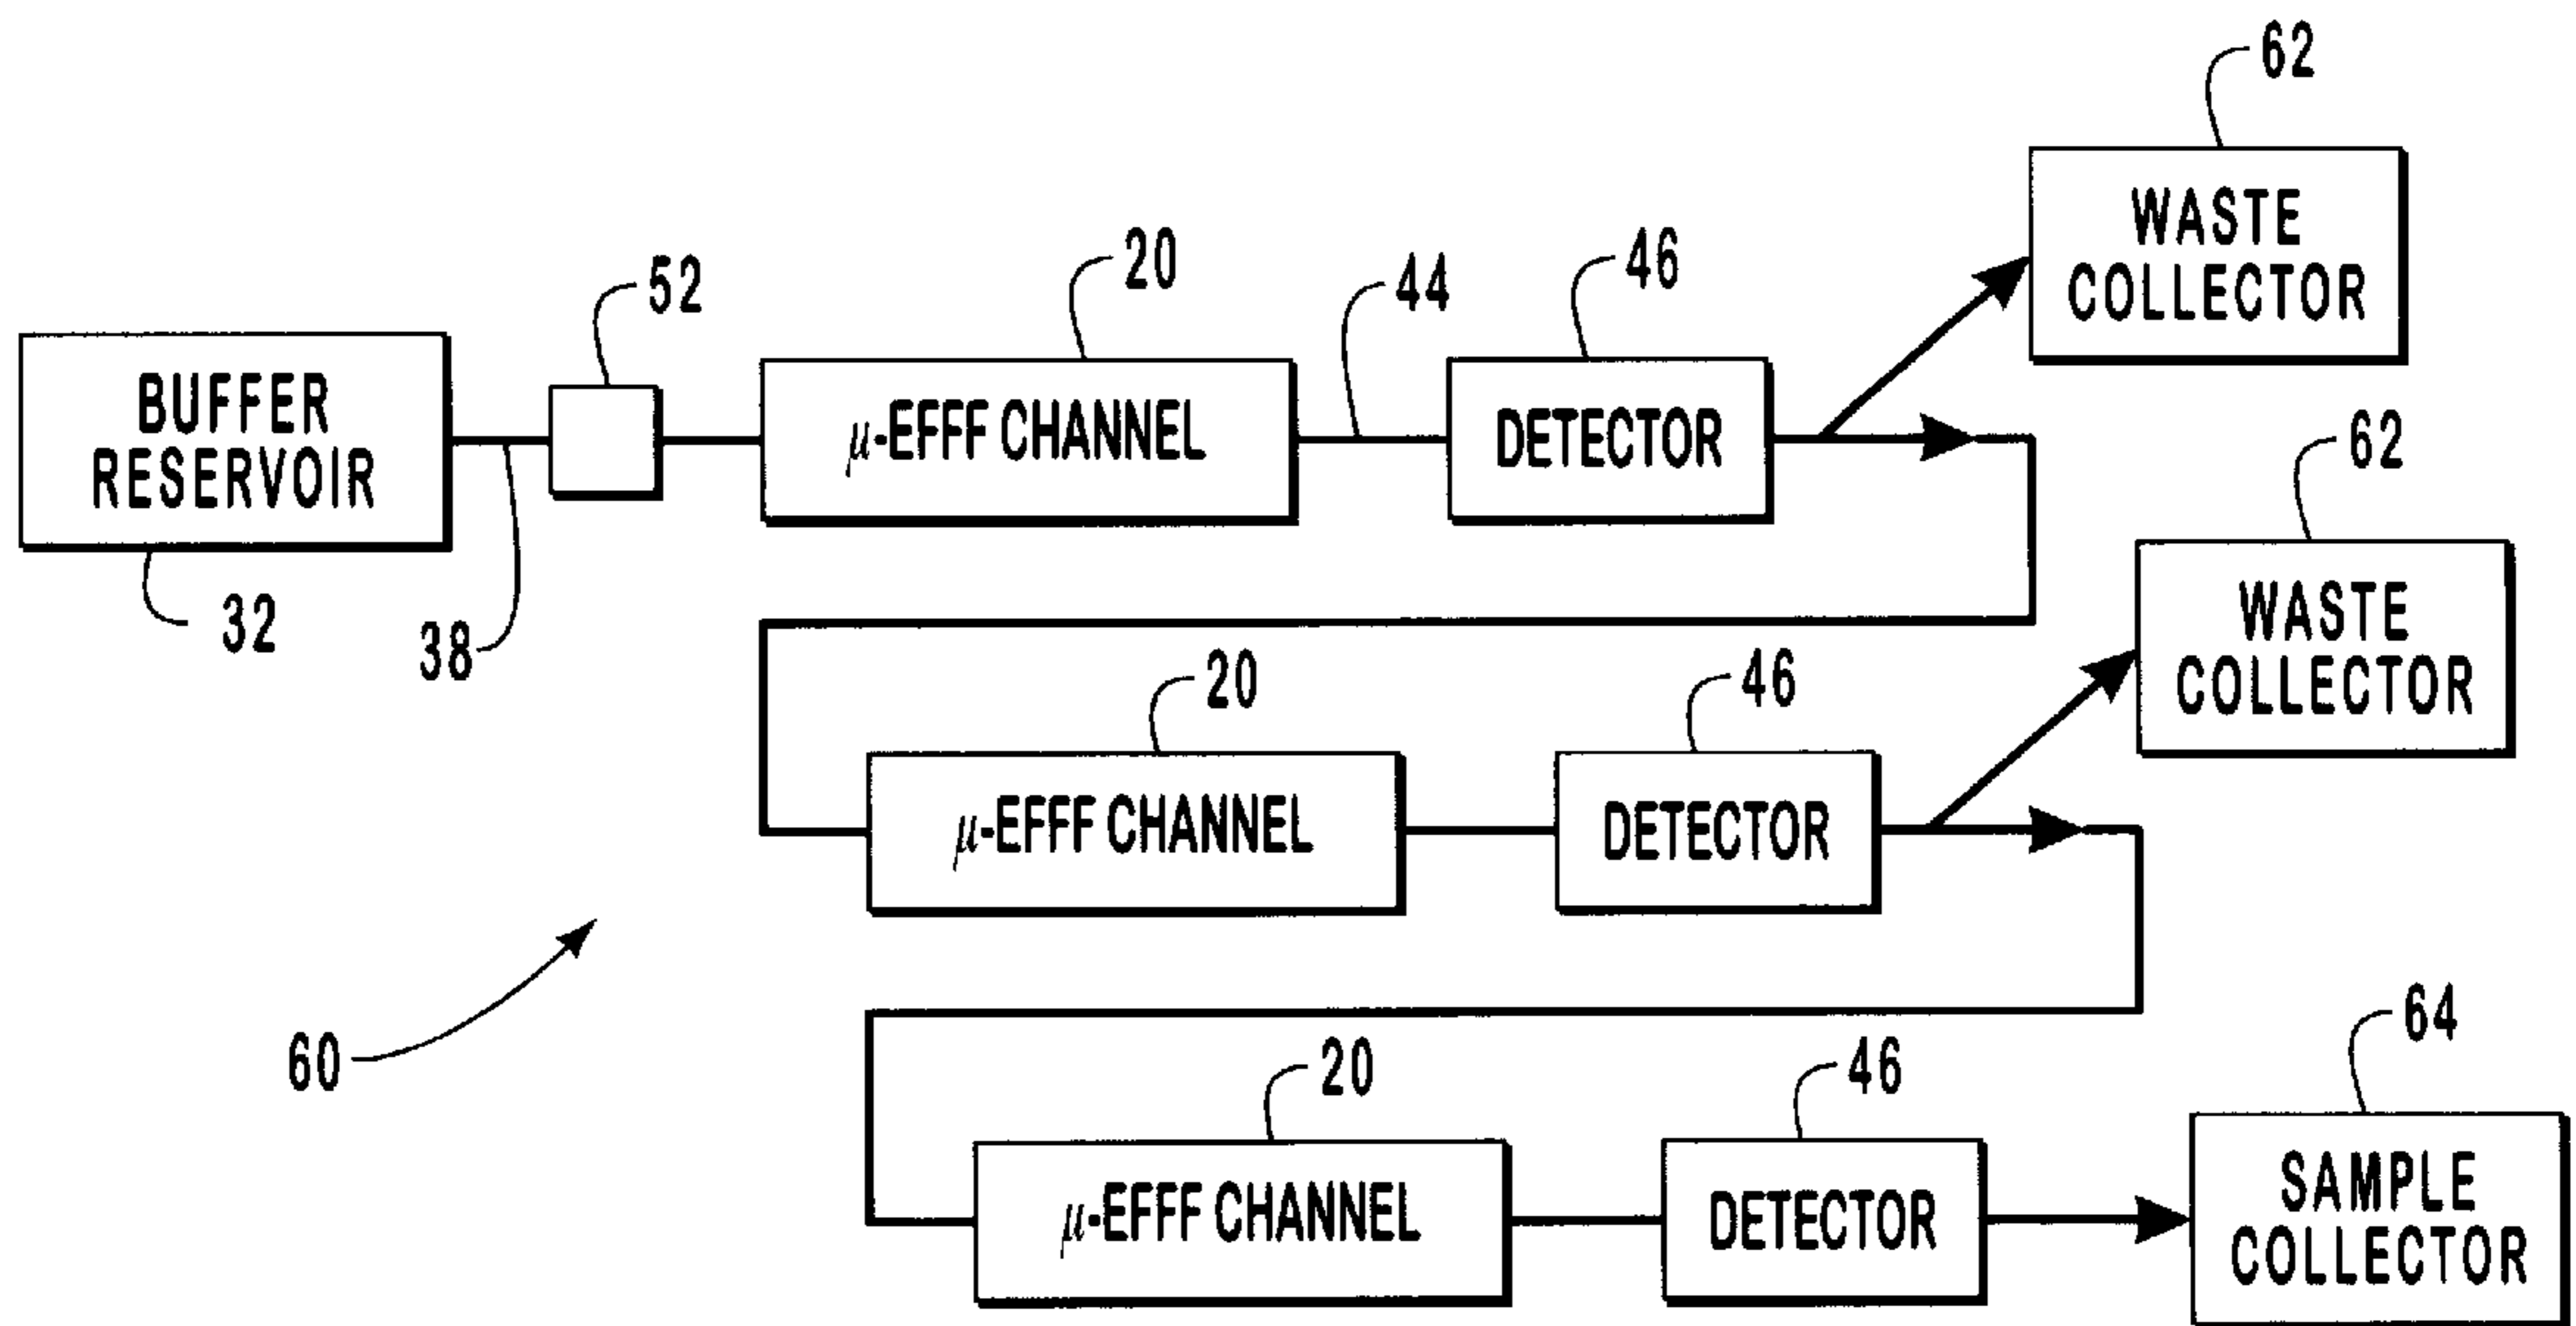 62
WASTE
COLLECTOR
20
46
44
52
BUFFER
RESERVOIR
μ-EFFF CHANNEL
DETECTOR
32
38
62
WASTE
COLLECTOR
20
46
μ-EFFF CHANNEL
DETECTOR
60
20
46
64
μ-EFFF CHANNEL
DETECTOR
SAMPLE
COLLECTOR